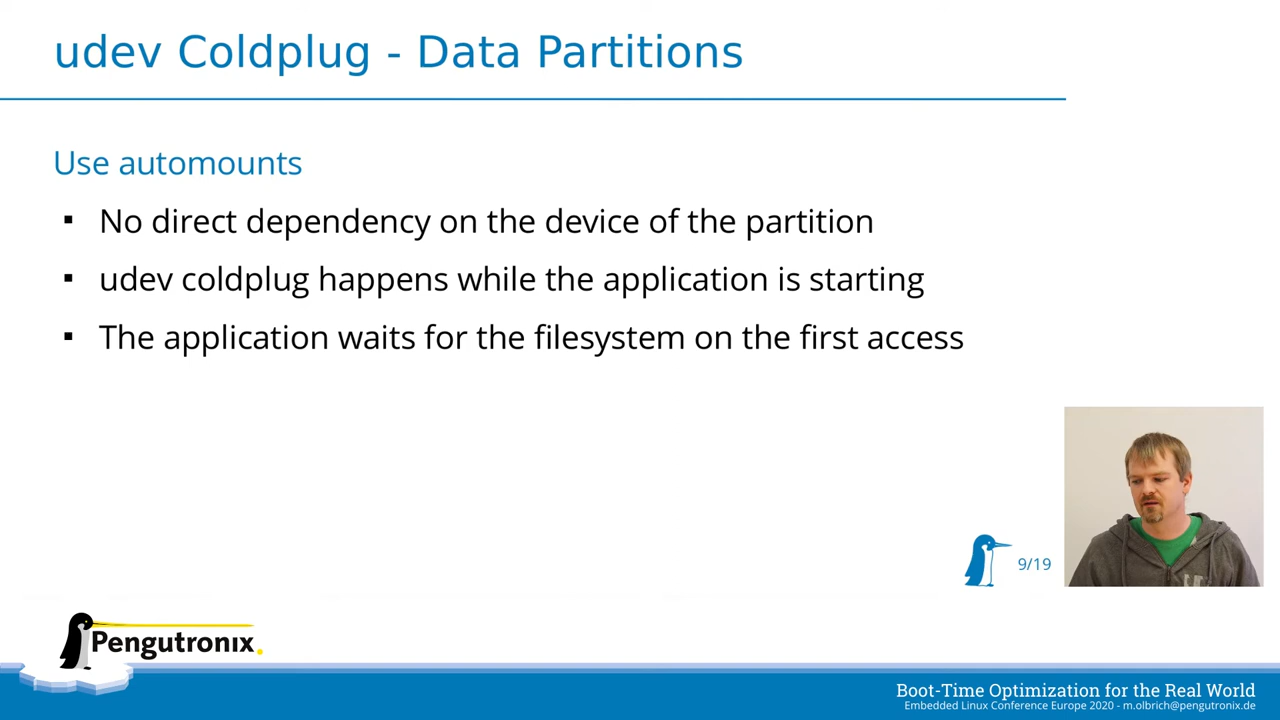 udev Coldplug - Data Partitions
Use automounts
No direct dependency on the device of the partition
udev coldplug happens while the application is starting
The application waits for the filesystem on the first access
9/19
Pengutronix
Boot-Time Optimization for the Real World
Embedded Linux Conference Europe 2020 - m.olbrich@pengutronix.de